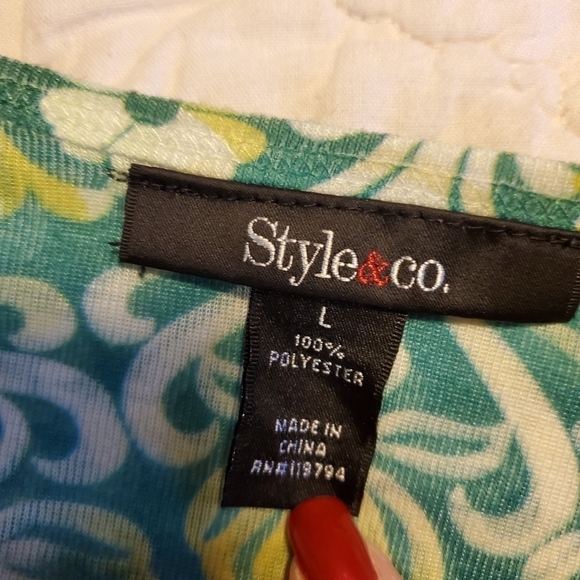 Style&co.
L
100%
POLYESTER
MADE IN
CHINA
RN#119794